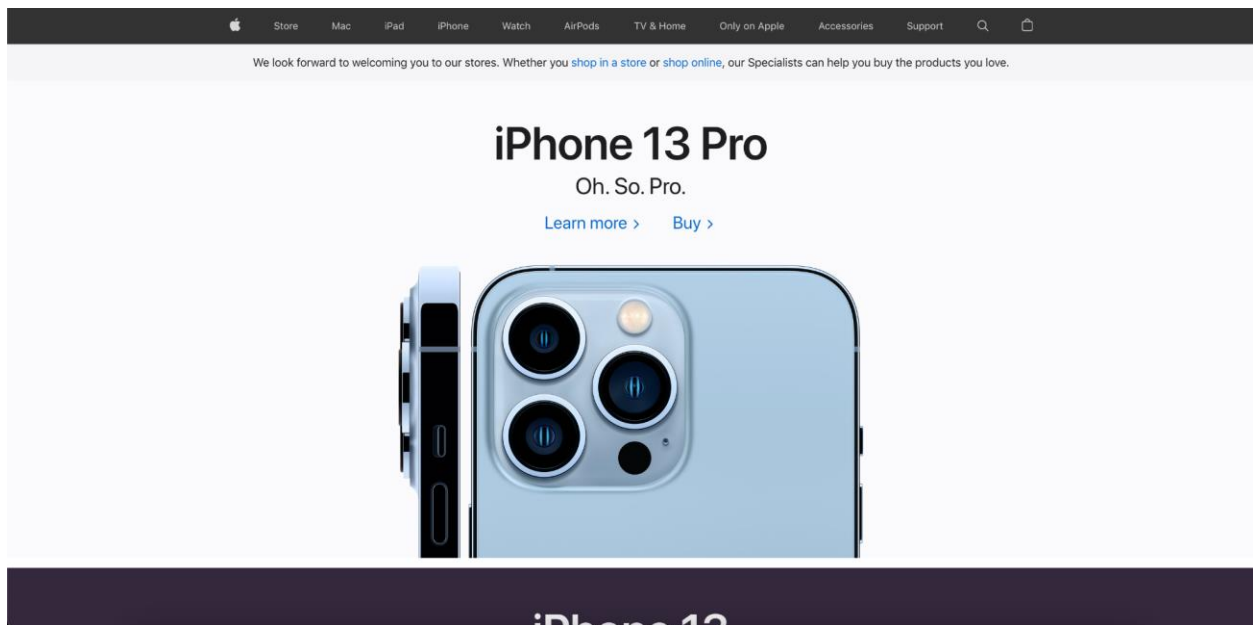 Store Mac iPad iPhone Watch AirPods TV & Home Only on Apple Accessories Support
We look forward to welcoming you to our stores. Whether you shop in a store or shop online, our Specialists can help you buy the products you love.
iPhone 13 Pro
Oh. So. Pro.
Learn more > Buy >
iPhone 13